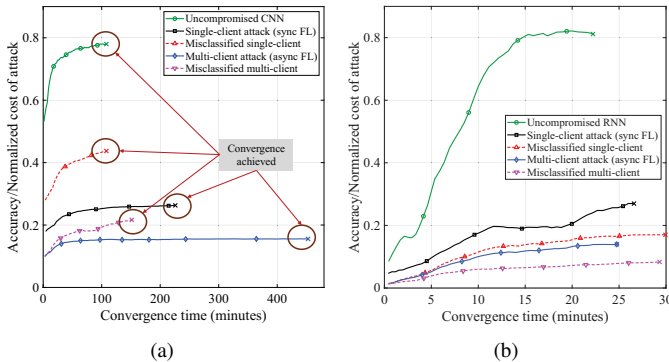 Accuracy/Normalized cost of attack
0.8
0.6
0.4
0.2
0
Uncompromised CNN
Single-client attack (sync FL)
Misclassified single-client
Multi-client attack (async FL)
Misclassified multi-client
Convergence
achieved
0
100
200
300
400
Convergence time (minutes)
(a)
Accuracy/Normalized cost of attack
0.8
0.6
0.4
0.2
0
Uncompromised RNN
Single-client attack (sync FL)
Misclassified single-client
Multi-client attack (async FL)
Misclassified multi-client
0
5
10
15
20
25
30
Convergence time (minutes)
(b)